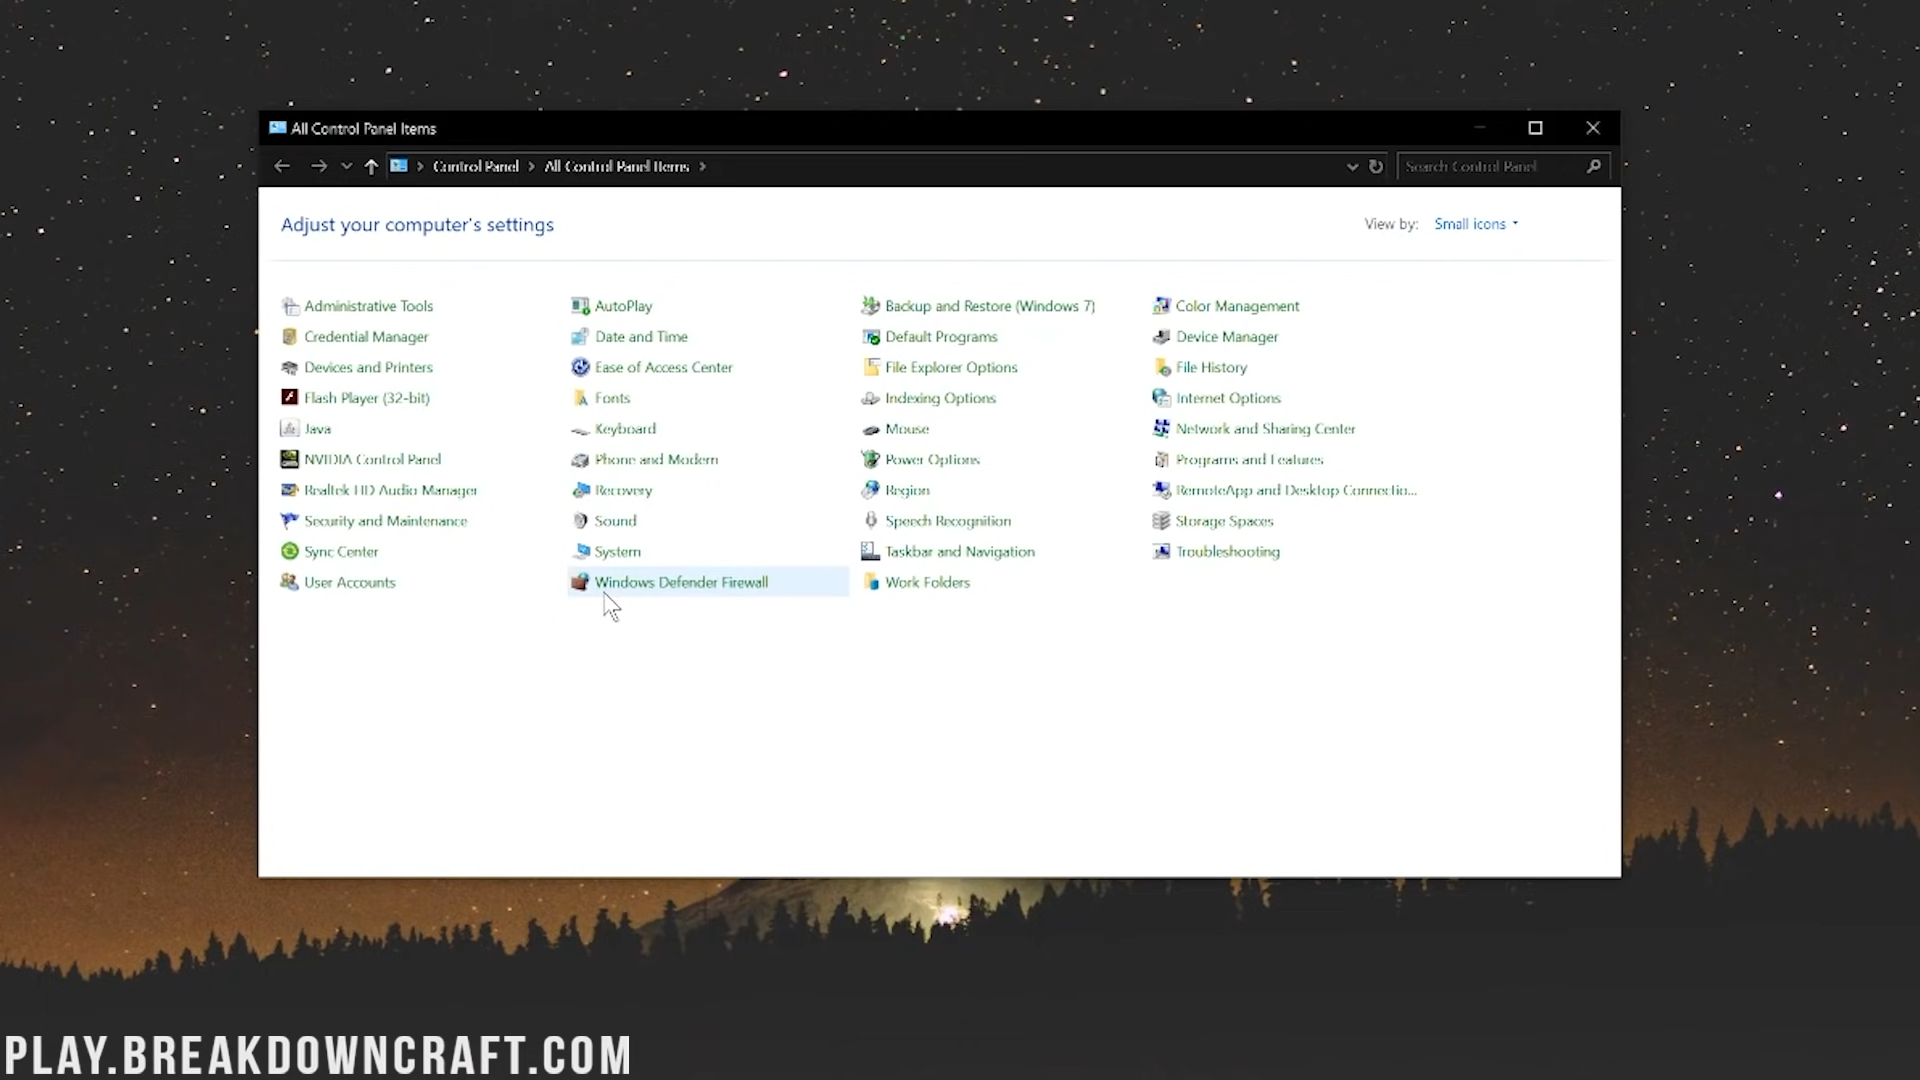 All Control Panel Items
Control Panel All Control Panel Items
Search Control Panel
Adjust your computer's settings
View by: Small icons
Administrative Tools AutoPlay Backup and Restore (Windows 7) Color Management
Credential Manager Date and Time Default Programs Device Manager
Devices and Printers Ease of Access Center File Explorer Options File History
Flash Player (32-bit) Fonts Indexing Options Internet Options
Java Keyboard Mouse Network and Sharing Center
NVIDIA Control Panel Phone and Modem Power Options Programs and Features
Realtek HD Audio Manager Recovery Region RemoteApp and Desktop Connectio...
Security and Maintenance Sound Speech Recognition Storage Spaces
Sync Center System Taskbar and Navigation Troubleshooting
User Accounts Windows Defender Firewall Work Folders
PLAY.BREAKDOWNCRAFT.COM